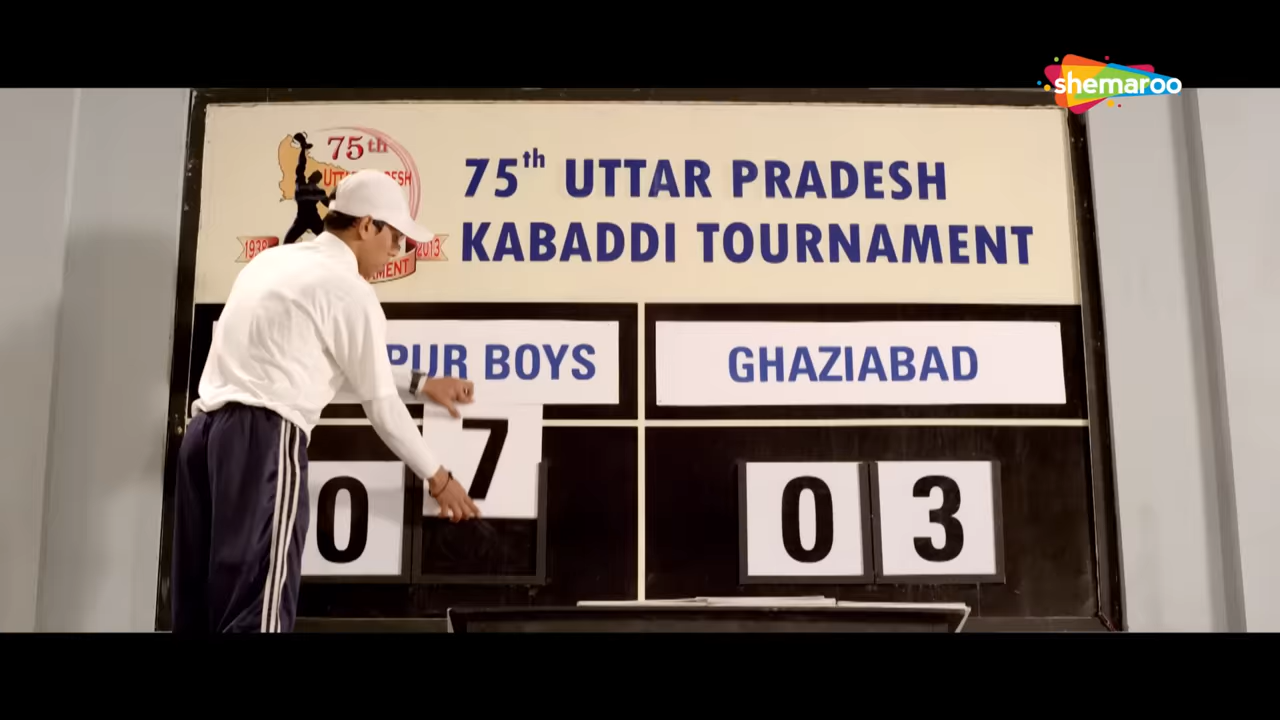 shemaroo
75th
1938 2013
75th UTTAR PRADESH
KABADDI TOURNAMENT
PUR BOYS
GHAZIABAD
7
0
0 3